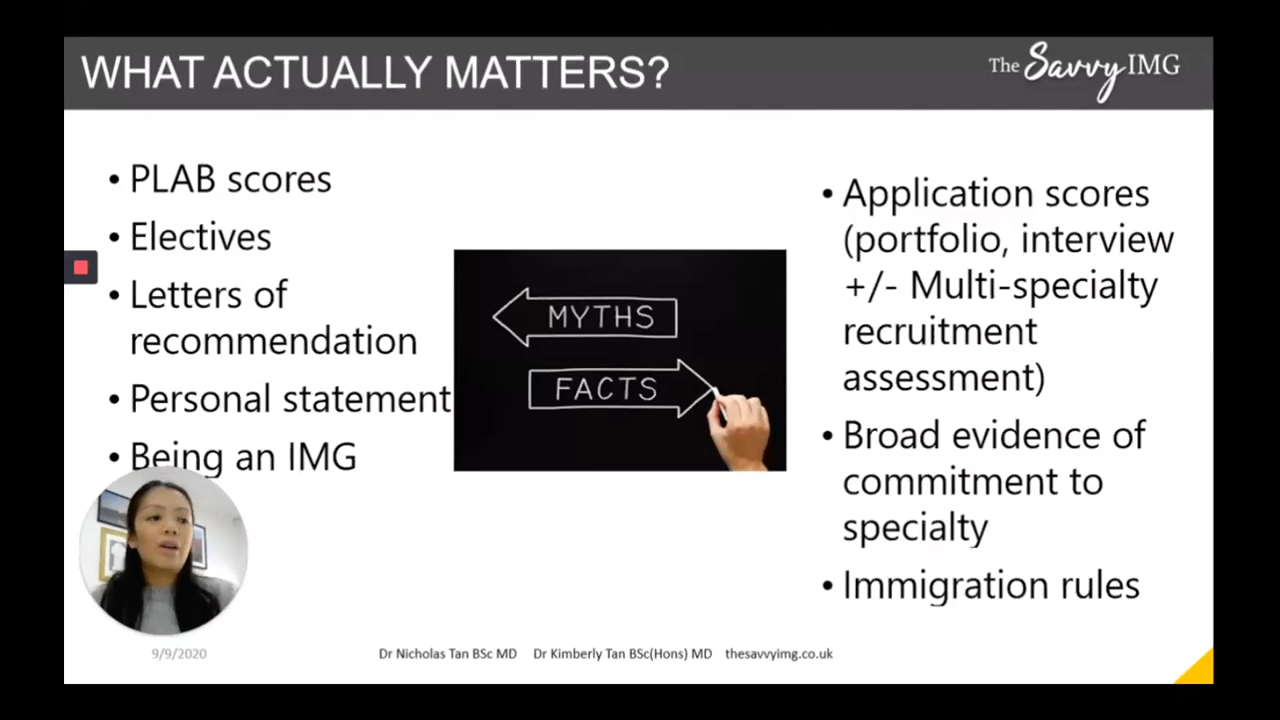 WHAT ACTUALLY MATTERS?
The Savvy IMG
• PLAB scores
• Electives
• Letters of
recommendation
• Personal statement
• Being an IMG
MYTHS
FACTS
• Application scores
(portfolio, interview
+/- Multi-specialty
recruitment
assessment)
• Broad evidence of
commitment to
specialty
• Immigration rules
9/9/2020
Dr Nicholas Tan BSc MD Dr Kimberly Tan BSc(Hons) MD thesavvyimg.co.uk